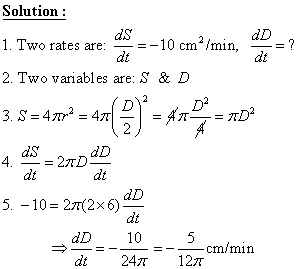 Solution :
1. Two rates are: dS/dt = −10 cm²/min, dD/dt = ?
2. Two variables are: S & D
3. S = 4πr² = 4π(D/2)² = 4π D²/4 = πD²
4. dS/dt = 2πD dD/dt
5. −10 = 2π(2×6) dD/dt
⇒ dD/dt = − 10/24π = − 5/12π cm/min